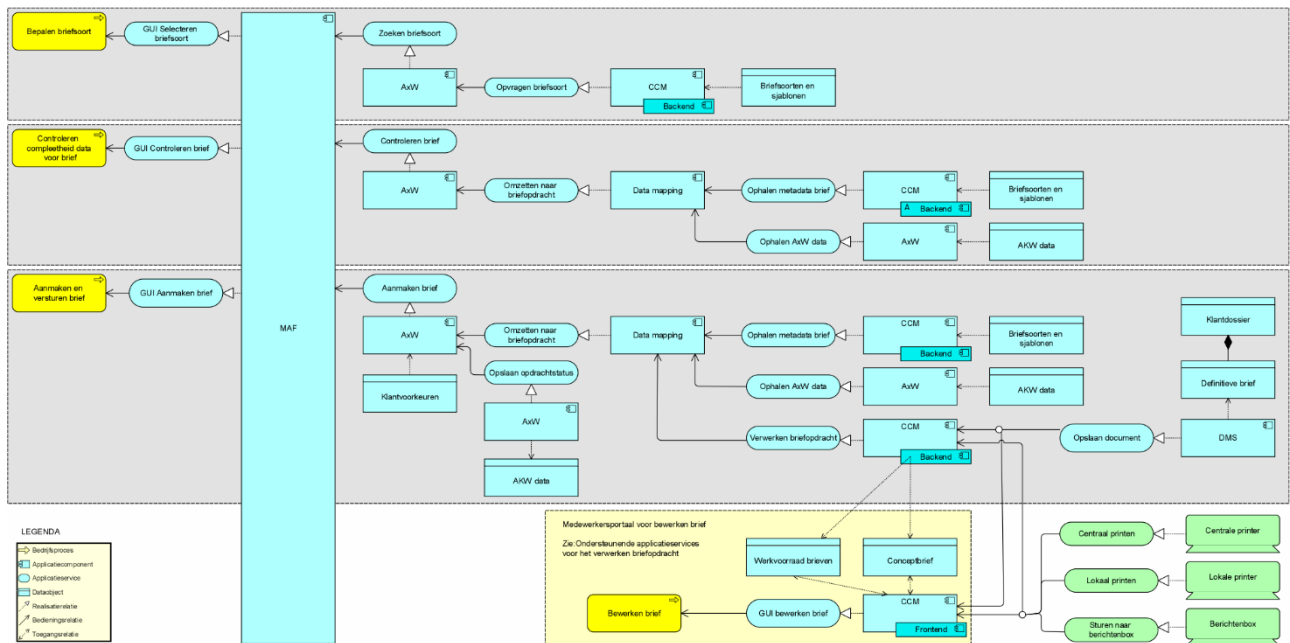 Bepalen briefsoort
GUI Selecteren
briefsoort
Zoeken briefsoort
AxW
Opvragen briefsoort
CCM
Backend
Briefsoorten en
sjablonen
Controleren
compleetheid data
voor brief
GUI Controleren brief
Controleren brief
AxW
Omzetten naar
briefopdracht
Data mapping
Ophalen metadata brief
CCM
A Backend
Briefsoorten en
sjablonen
Ophalen AxW data
AxW
AKW data
Aanmaken en
versturen brief
GUI Aanmaken brief
MAF
Aanmaken brief
AxW
Omzetten naar
briefopdracht
Data mapping
Ophalen metadata brief
CCM
Backend
Briefsoorten en
sjablonen
Klantdossier
Opslaan opdrachtstatus
Klantvoorkeuren
Ophalen AxW data
AxW
AKW data
Definitieve brief
AxW
AKW data
Verwerken briefopdracht
CCM
Backend
Opslaan document
DMS
Medewerkersportaal voor bewerken brief
Zie:Ondersteunende applicatieservices
voor het verwerken briefopdracht
Werkvoorraad brieven
Conceptbrief
Bewerken brief
GUI bewerken brief
CCM
Frontend
Centraal printen
Centrale printer
Lokaal printen
Lokale printer
Sturen naar
berichtenbox
Berichtenbox
LEGENDA
Bedrijfsproces
Applicatiecomponent
Applicatieservice
Dataobject
Realisatierelatie
Bedieningsrelatie
Toegangsrelatie